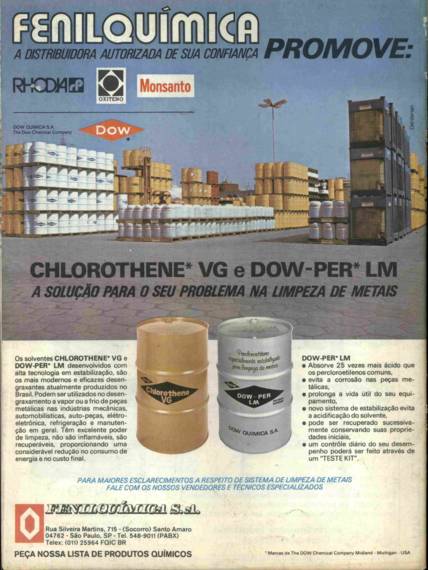 FENILQUÍMICA
A DISTRIBUIDORA AUTORIZADA DE SUA CONFIANÇA PROMOVE:
RHODIA RP
OXITENO
Monsanto
DOW QUIMICA S.A.
The Dow Chemical Company
DOW
CHLOROTHENE* VG e DOW-PER* LM
A SOLUÇÃO PARA O SEU PROBLEMA NA LIMPEZA DE METAIS
Os solventes CHLOROTHENE* VG e
DOW-PER* LM desenvolvidos com
alta tecnologia em estabilização, são
os mais modernos e eficazes desen-
graxantes atualmente produzidos no
Brasil. Podem ser utilizados no desen-
graxamento a vapor ou a frio de peças
metálicas nas indústrias mecânicas,
automobilísticas, auto-peças, eletro-
eletrônica, refrigeração e manuten-
ção em geral. Têm excelente poder
de limpeza, não são inflamáveis, são
recuperáveis, proporcionando uma
considerável redução no consumo de
energia e no custo final.
Chlorothene
VG
Percloroetileno
especialmente estabilizado
para limpeza de metais
DOW-PER
LM
DOW QUIMICA S.A.
DOW-PER* LM
● Absorve 25 vezes mais ácido que
os percloroetilenos comuns,
● evita a corrosão nas peças me-
tálicas,
● prolonga a vida útil do seu equi-
pamento,
● novo sistema de estabilização evita
a acidificação do solvente,
● pode ser recuperado sucessiva-
mente conservando suas proprie-
dades iniciais,
● um contrôle diário do seu desem-
penho poderá ser feito através de
um "TESTE KIT".
PARA MAIORES ESCLARECIMENTOS A RESPEITO DE SISTEMA DE LIMPEZA DE METAIS
FALE COM OS NOSSOS VENDEDORES E TÉCNICOS ESPECIALIZADOS
FENILQUÍMICA S.A.
Rua Silveira Martins, 715 - (Socorro) Santo Amaro
04762 - São Paulo, SP - Tel. 548-9011 (PABX)
Telex: (011) 25964 FQIC BR
PEÇA NOSSA LISTA DE PRODUTOS QUÍMICOS
* Marcas da The DOW Chemical Company Midland - Michigan - USA